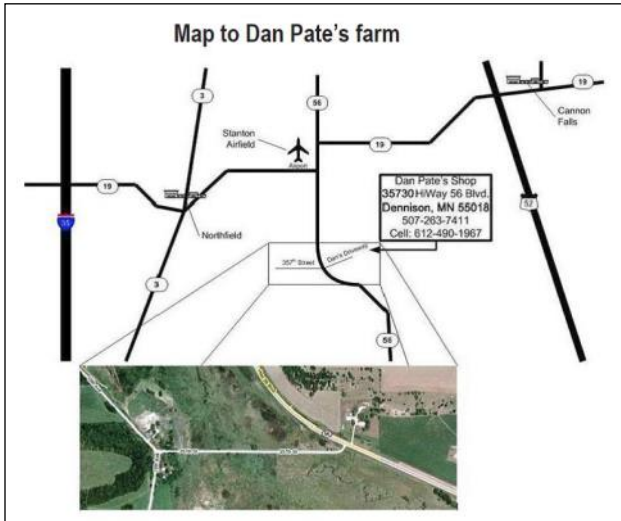 Map to Dan Pate's farm
3
56
19
Cannon
Falls
Stanton
Airfield
Airport
19
19
Dan Pate's Shop
35730 HiWay 56 Blvd.
Dennison, MN 55018
507-263-7411
Cell: 612-490-1967
52
35
Northfield
357th Street
Dan's Driveway
3
56